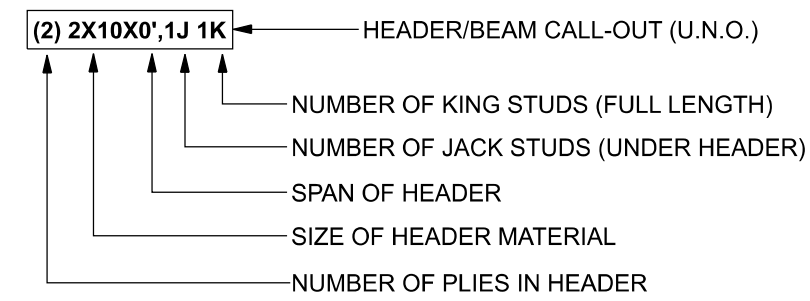 (2) 2X10X0',1J 1K
HEADER/BEAM CALL-OUT (U.N.O.)
NUMBER OF KING STUDS (FULL LENGTH)
NUMBER OF JACK STUDS (UNDER HEADER)
SPAN OF HEADER
SIZE OF HEADER MATERIAL
NUMBER OF PLIES IN HEADER